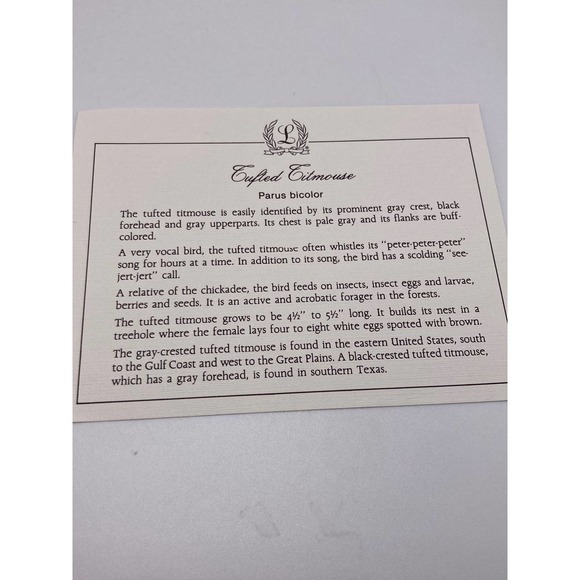 L
Tufted Titmouse
Parus bicolor
The tufted titmouse is easily identified by its prominent gray crest, black
forehead and gray upperparts. Its chest is pale gray and its flanks are buff-
colored.
A very vocal bird, the tufted titmouse often whistles its "peter-peter-peter"
song for hours at a time. In addition to its song, the bird has a scolding "see-
jert-jert" call.
A relative of the chickadee, the bird feeds on insects, insect eggs and larvae,
berries and seeds. It is an active and acrobatic forager in the forests.
The tufted titmouse grows to be 4½" to 5½" long. It builds its nest in a
treehole where the female lays four to eight white eggs spotted with brown.
The gray-crested tufted titmouse is found in the eastern United States, south
to the Gulf Coast and west to the Great Plains. A black-crested tufted titmouse,
which has a gray forehead, is found in southern Texas.